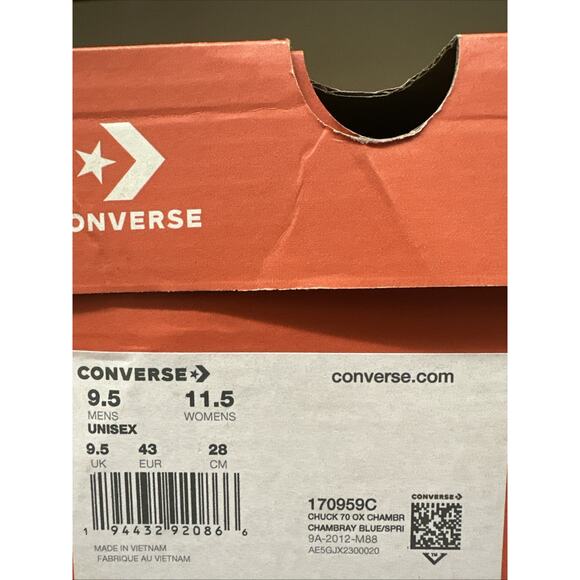 CONVERSE
CONVERSE converse.com
9.5 11.5
MENS WOMENS
UNISEX
9.5 43 28
UK EUR CM
1 94432 92086 6
MADE IN VIETNAM
FABRIQUE AU VIETNAM
170959C
CHUCK 70 OX CHAMBR
CHAMBRAY BLUE/SPRI
9A-2012-M88
AE5GJX2300020
CONVERSE